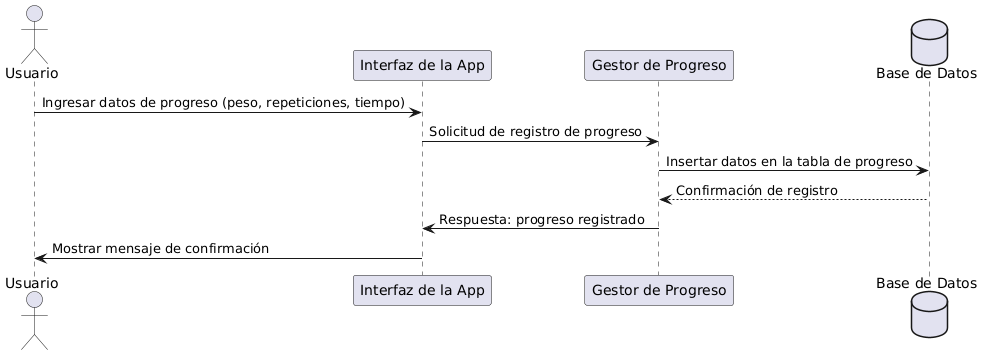 Usuario
Interfaz de la App
Gestor de Progreso
Base de Datos
Ingresar datos de progreso (peso, repeticiones, tiempo)
Solicitud de registro de progreso
Insertar datos en la tabla de progreso
Confirmación de registro
Respuesta: progreso registrado
Mostrar mensaje de confirmación
Usuario
Interfaz de la App
Gestor de Progreso
Base de Datos